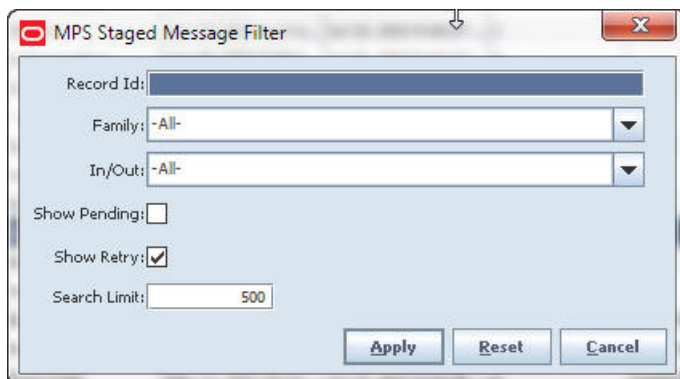 MPS Staged Message Filter
Record Id:
Family: -All-
In/Out: -All-
Show Pending:
Show Retry:
Search Limit: 500
Apply Reset Cancel